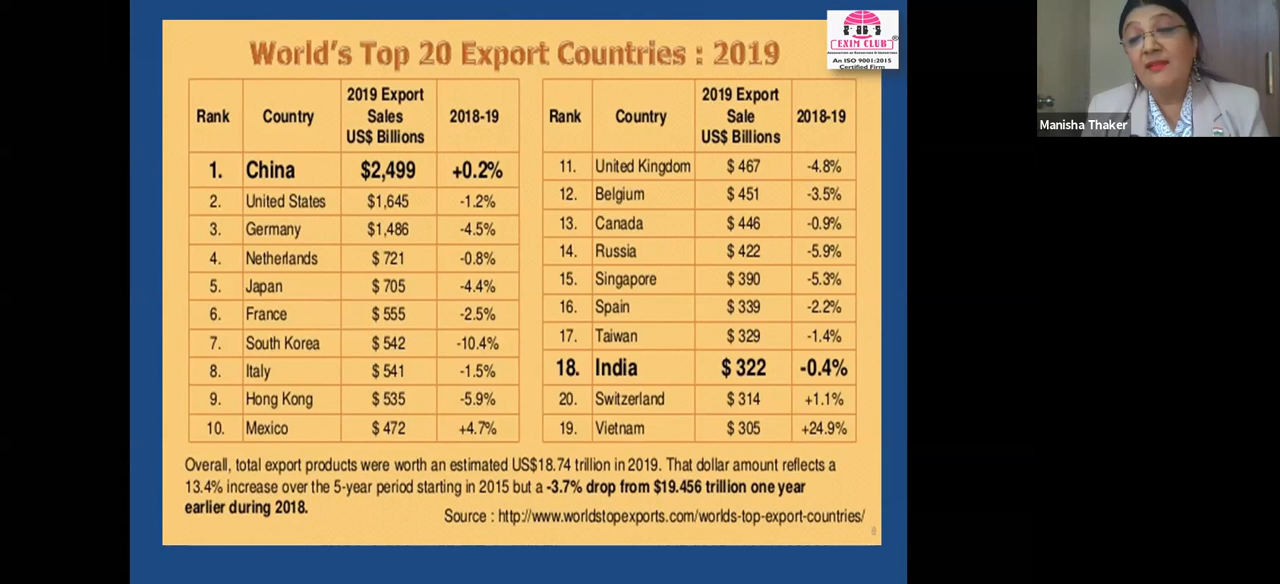 World's Top 20 Export Countries : 2019
EXIM CLUB
®
An ISO 9001:2015
Certified Firm
Rank Country 2019 Export Sales US$ Billions 2018-19
1. China $2,499 +0.2%
2. United States $1,645 -1.2%
3. Germany $1,486 -4.5%
4. Netherlands $ 721 -0.8%
5. Japan $ 705 -4.4%
6. France $ 555 -2.5%
7. South Korea $ 542 -10.4%
8. Italy $ 541 -1.5%
9. Hong Kong $ 535 -5.9%
10. Mexico $ 472 +4.7%
Rank Country 2019 Export Sale US$ Billions 2018-19
11. United Kingdom $ 467 -4.8%
12. Belgium $ 451 -3.5%
13. Canada $ 446 -0.9%
14. Russia $ 422 -5.9%
15. Singapore $ 390 -5.3%
16. Spain $ 339 -2.2%
17. Taiwan $ 329 -1.4%
18. India $ 322 -0.4%
20. Switzerland $ 314 +1.1%
19. Vietnam $ 305 +24.9%
Overall, total export products were worth an estimated US$18.74 trillion in 2019. That dollar amount reflects a
13.4% increase over the 5-year period starting in 2015 but a -3.7% drop from $19.456 trillion one year
earlier during 2018.
Source : http://www.worldstopexports.com/worlds-top-export-countries/
Manisha Thaker